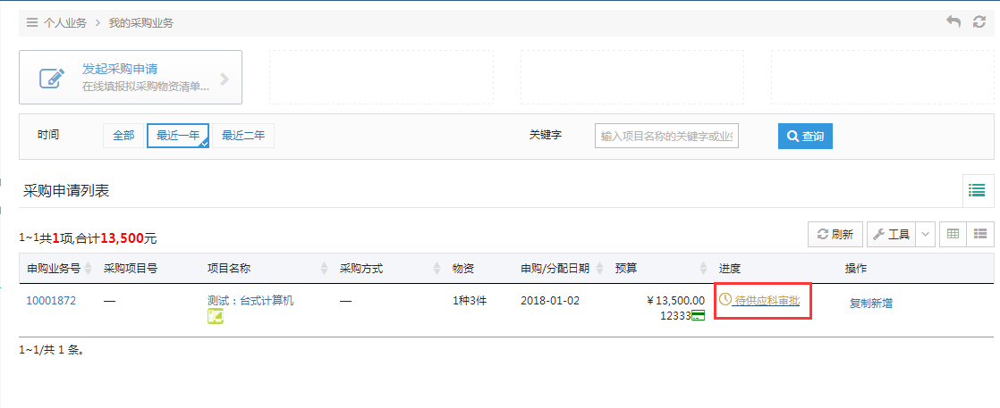 个人业务 > 我的采购业务
发起采购申请
在线填报拟采购物资清单...
时间 全部 最近一年 最近二年 关键字 输入项目名称的关键字或业务 查询
采购申请列表
1~1共1项,合计13,500元 刷新 工具
申购业务号 采购项目号 项目名称 采购方式 物资 申购/分配日期 预算 进度 操作
10001872 — 测试：台式计算机 — 1种3件 2018-01-02 ￥13,500.00 待供应科审批 复制新增
12333
1~1/共 1 条。